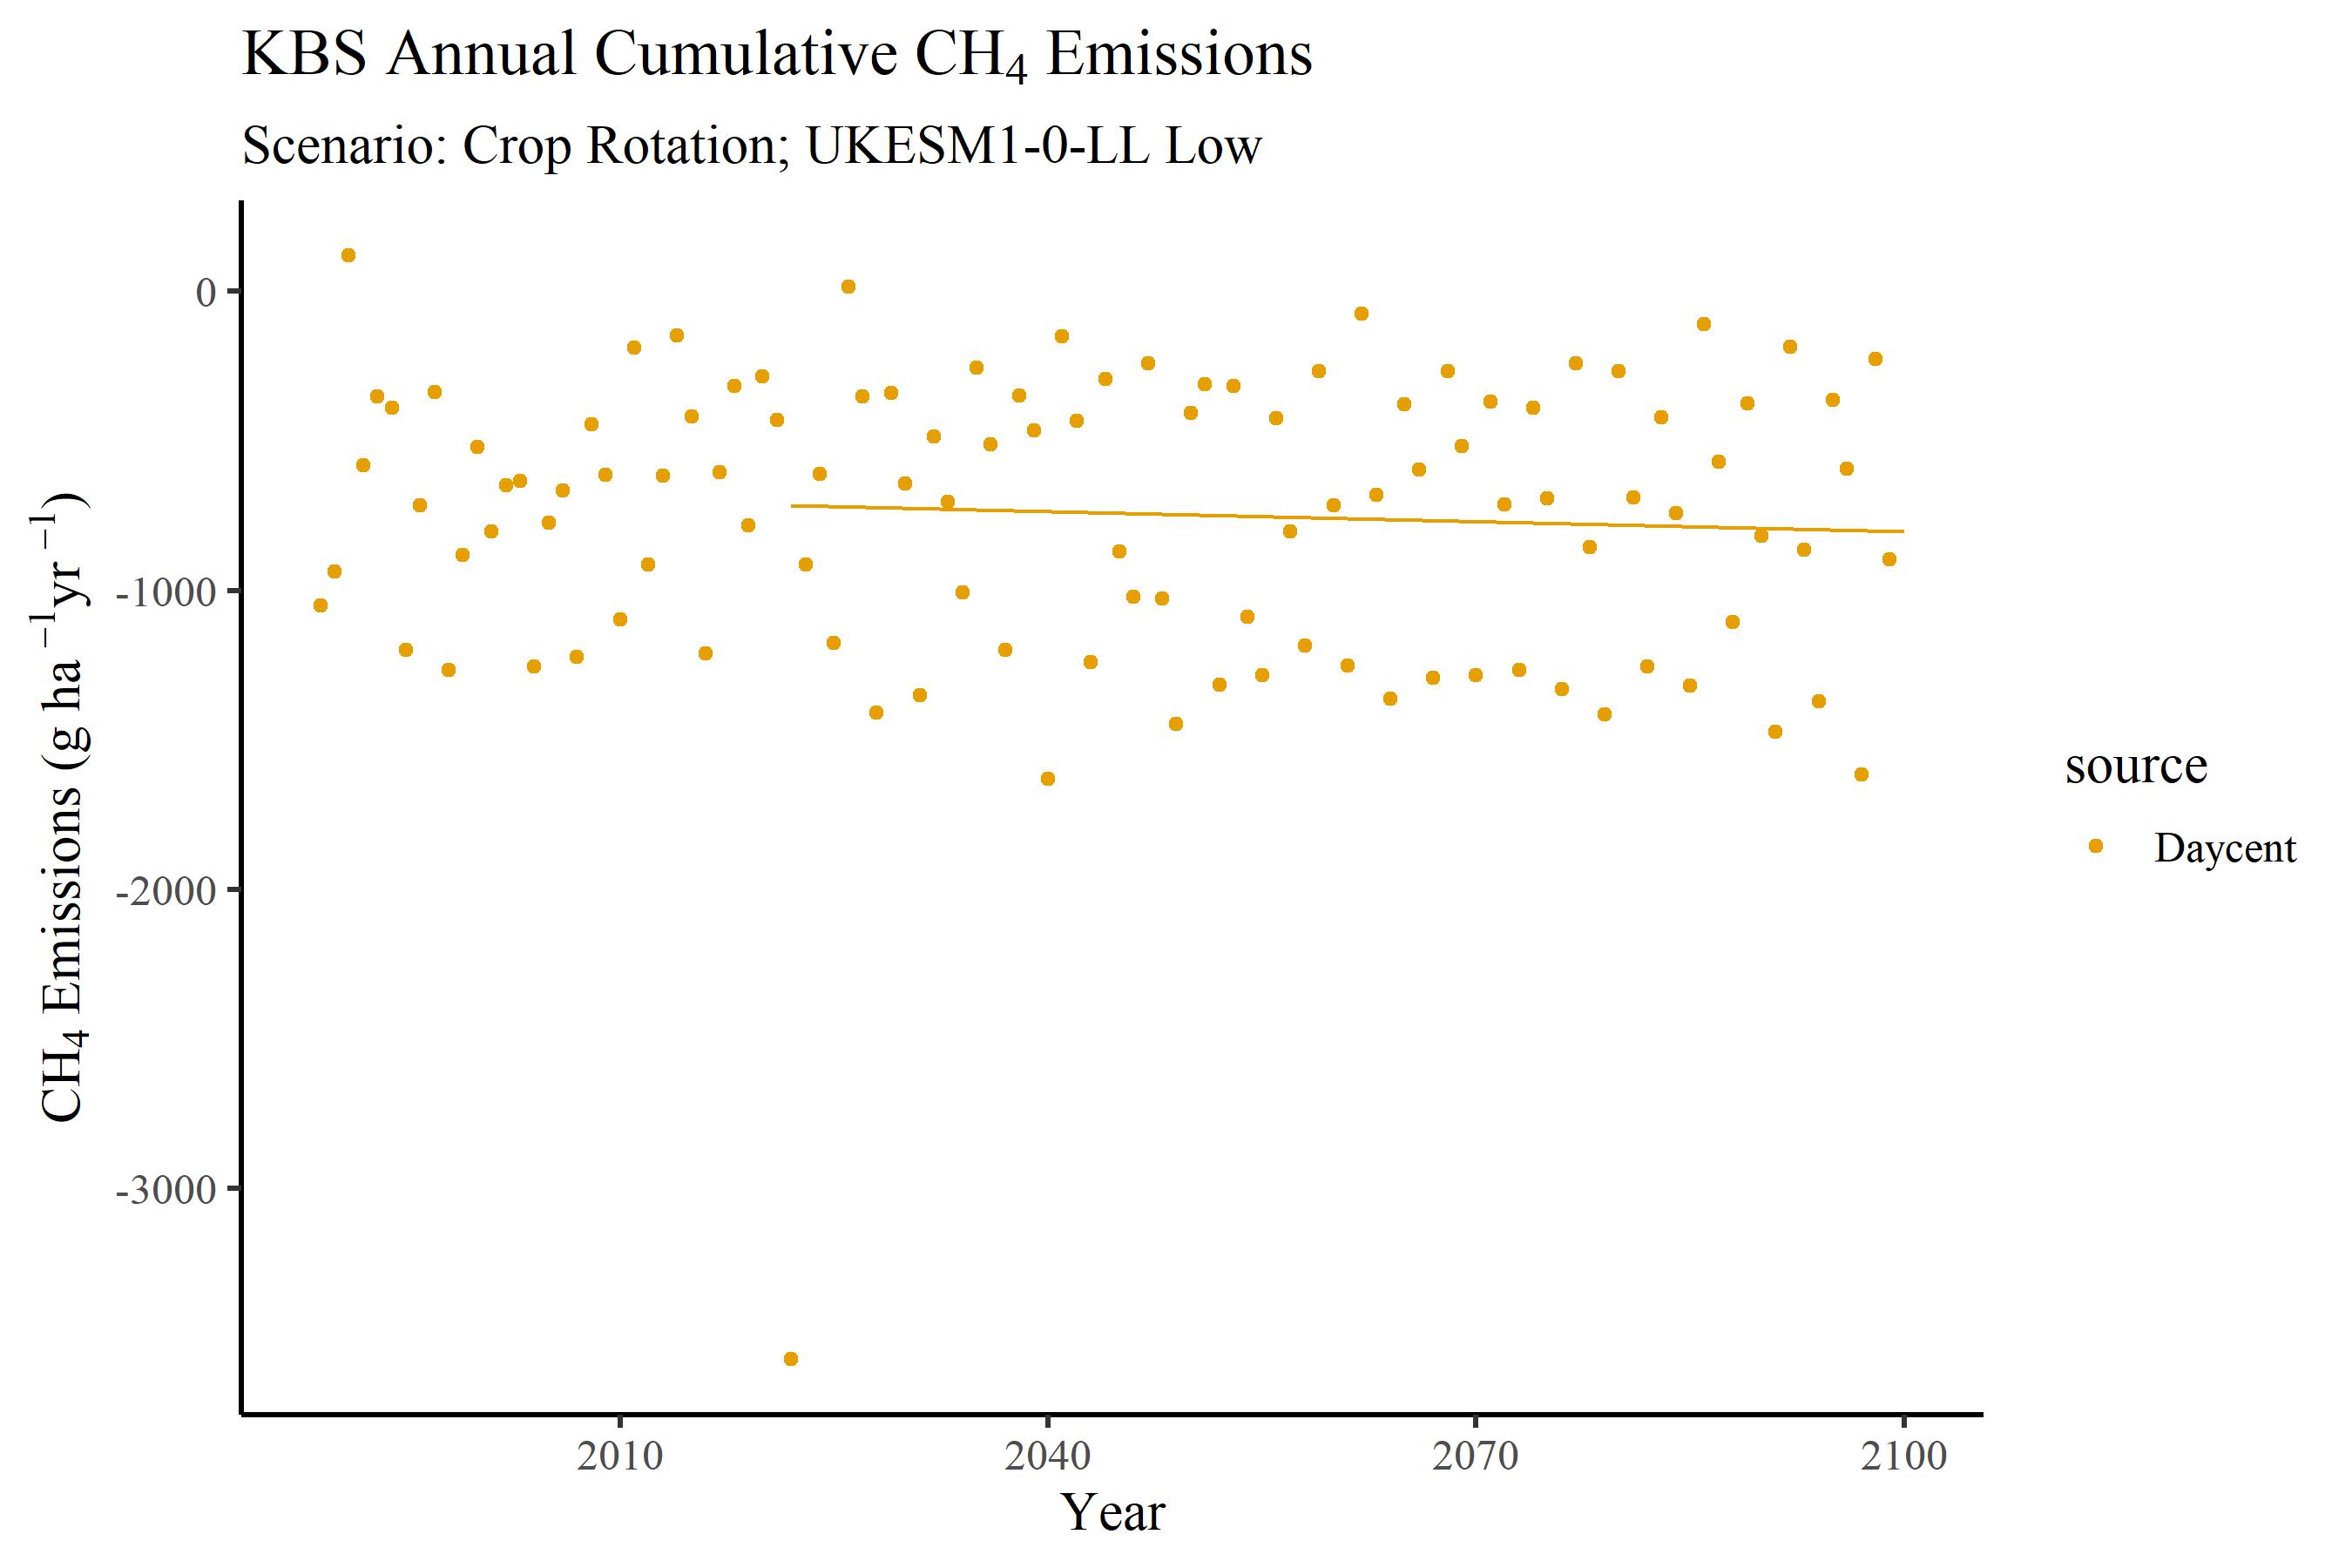 KBS Annual Cumulative CH₄ Emissions
Scenario: Crop Rotation; UKESM1-0-LL Low
CH₄ Emissions (g ha⁻¹yr⁻¹)
0
-1000
-2000
-3000
2010 2040 2070 2100
Year
source
Daycent